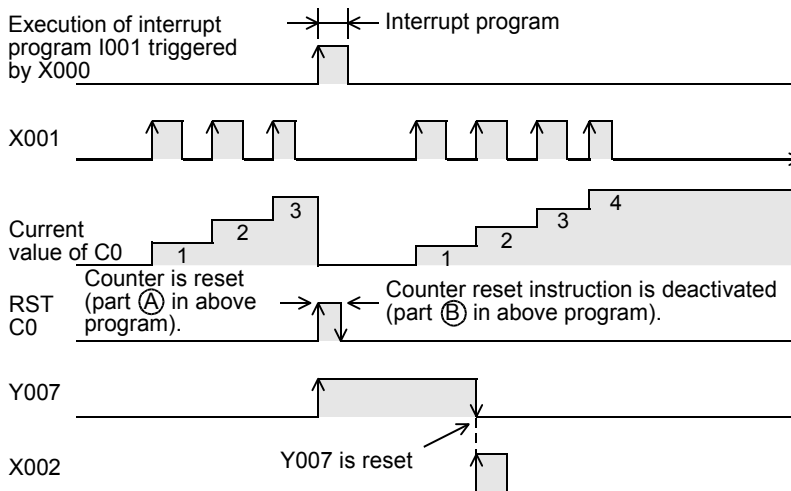 Execution of interrupt
program I001 triggered
by X000
Interrupt program
X001
Current
value of C0
1
2
3
1
2
3
4
RST
C0
Counter is reset
(part Ⓐ in above
program).
Counter reset instruction is deactivated
(part Ⓑ in above program).
Y007
Y007 is reset
X002